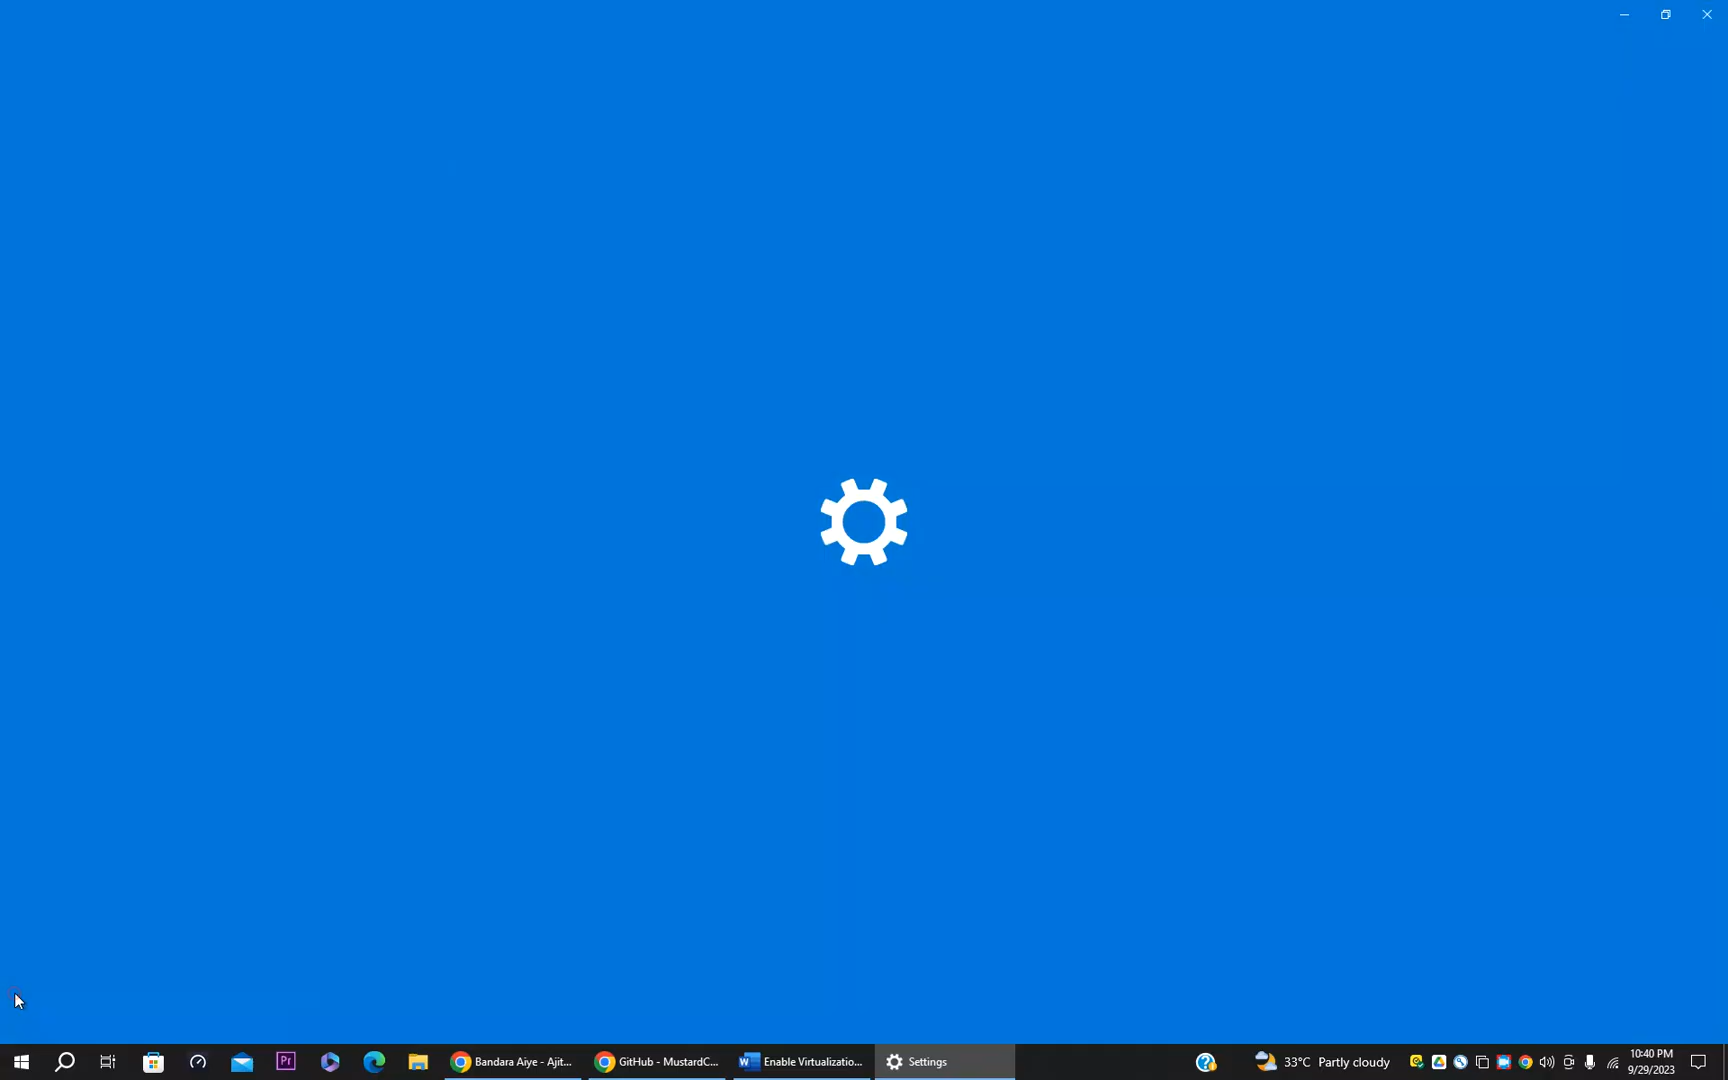 Bandara Aiye - Ajit...
GitHub - MustardC...
Enable Virtualizatio...
Settings
33°C Partly cloudy
10:40 PM
9/29/2023